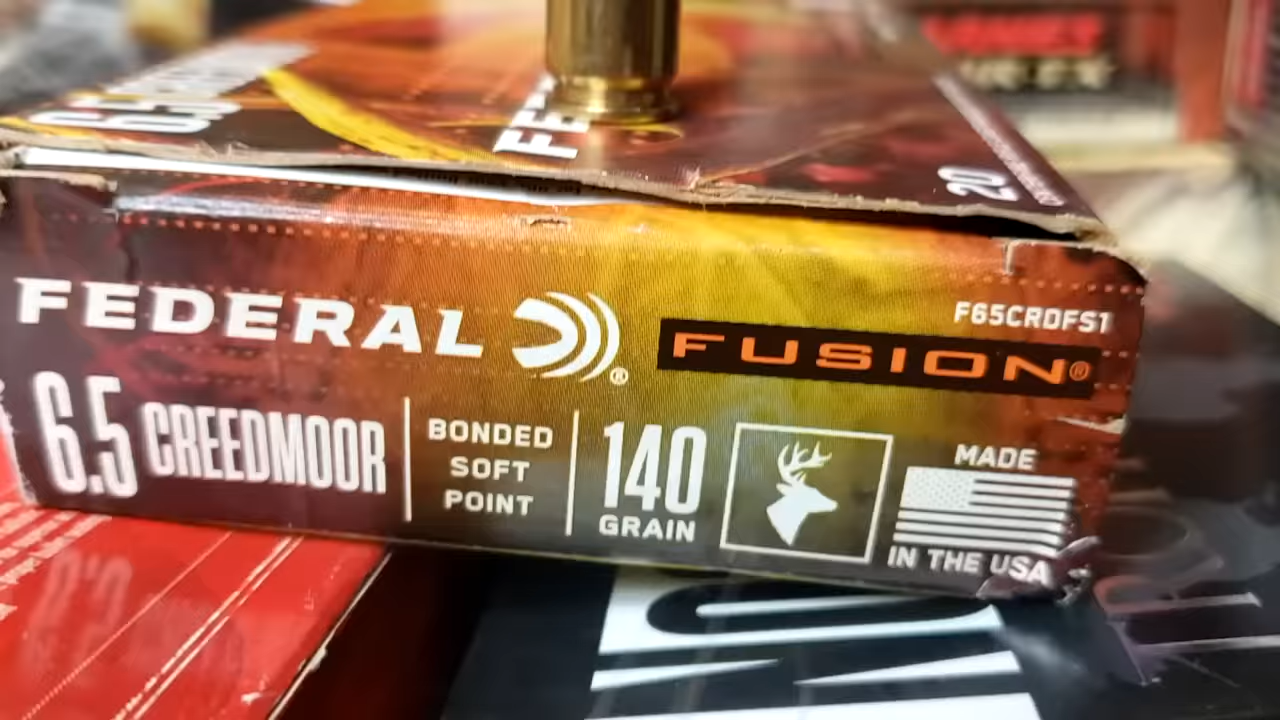 20
FEDERAL®
FUSION®
F65CRDFS1
6.5 CREEDMOOR
BONDED
SOFT
POINT
140
GRAIN
MADE
IN THE USA